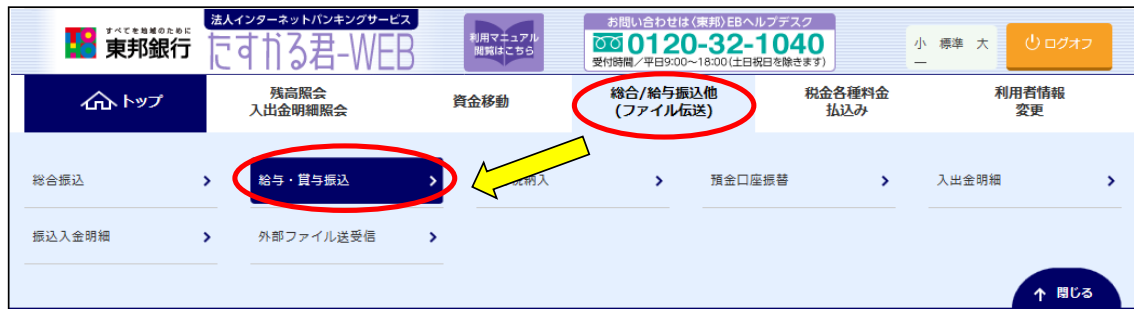 すべてを地域のために
東邦銀行
法人インターネットバンキングサービス
たすかる君-WEB
利用マニュアル
閲覧はこちら
お問い合わせは〈東邦〉EBヘルプデスク
0120-32-1040
受付時間/平日9:00~18:00(土日祝日を除きます)
小 標準 大
ログオフ
トップ
残高照会
入出金明細照会
資金移動
総合/給与振込他
(ファイル伝送)
税金各種料金
払込み
利用者情報
変更
総合振込
給与・賞与振込
税納入
預金口座振替
入出金明細
振込入金明細
外部ファイル送受信
閉じる